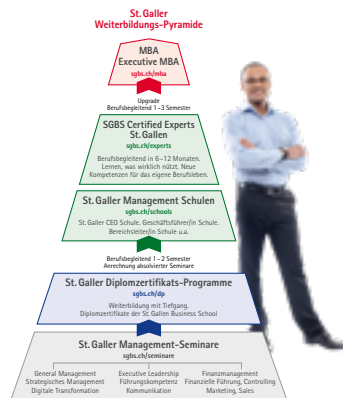 St. Galler
Weiterbildungs-Pyramide
MBA
Executive MBA
sgbs.ch/mba
Upgrade
Berufsbegleitend 1–3 Semester
SGBS Certified Experts
St. Gallen
sgbs.ch/experts
Berufsbegleitend in 6–12 Monaten.
Lernen, was wirklich nützt. Neue
Kompetenzen für das eigene Berufsleben.
St. Galler Management Schulen
sgbs.ch/schools
St. Galler CEO Schule. Geschäftsführer/in Schule.
Bereichsleiter/in Schule u.a.
Berufsbegleitend 1–2 Semester
Anrechnung absolvierter Seminare
St. Galler Diplomzertifikats-Programme
sgbs.ch/dp
Weiterbildung mit Tiefgang.
Diplomzertifikate der St. Gallen Business School
St. Galler Management-Seminare
sgbs.ch/seminare
General Management
Strategisches Management
Digitale Transformation
Executive Leadership
Führungskompetenz
Kommunikation
Finanzmanagement
Finanzielle Führung, Controlling
Marketing, Sales